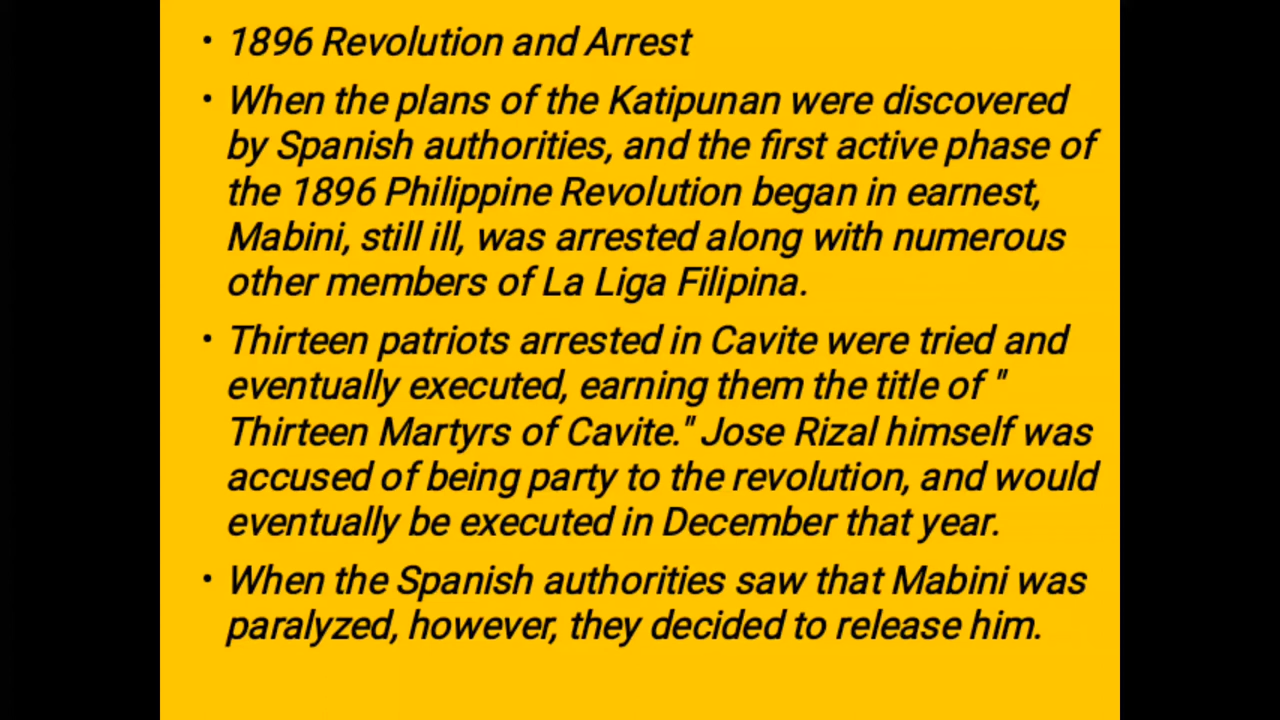 • 1896 Revolution and Arrest
• When the plans of the Katipunan were discovered
by Spanish authorities, and the first active phase of
the 1896 Philippine Revolution began in earnest,
Mabini, still ill, was arrested along with numerous
other members of La Liga Filipina.
• Thirteen patriots arrested in Cavite were tried and
eventually executed, earning them the title of "
Thirteen Martyrs of Cavite." Jose Rizal himself was
accused of being party to the revolution, and would
eventually be executed in December that year.
• When the Spanish authorities saw that Mabini was
paralyzed, however, they decided to release him.